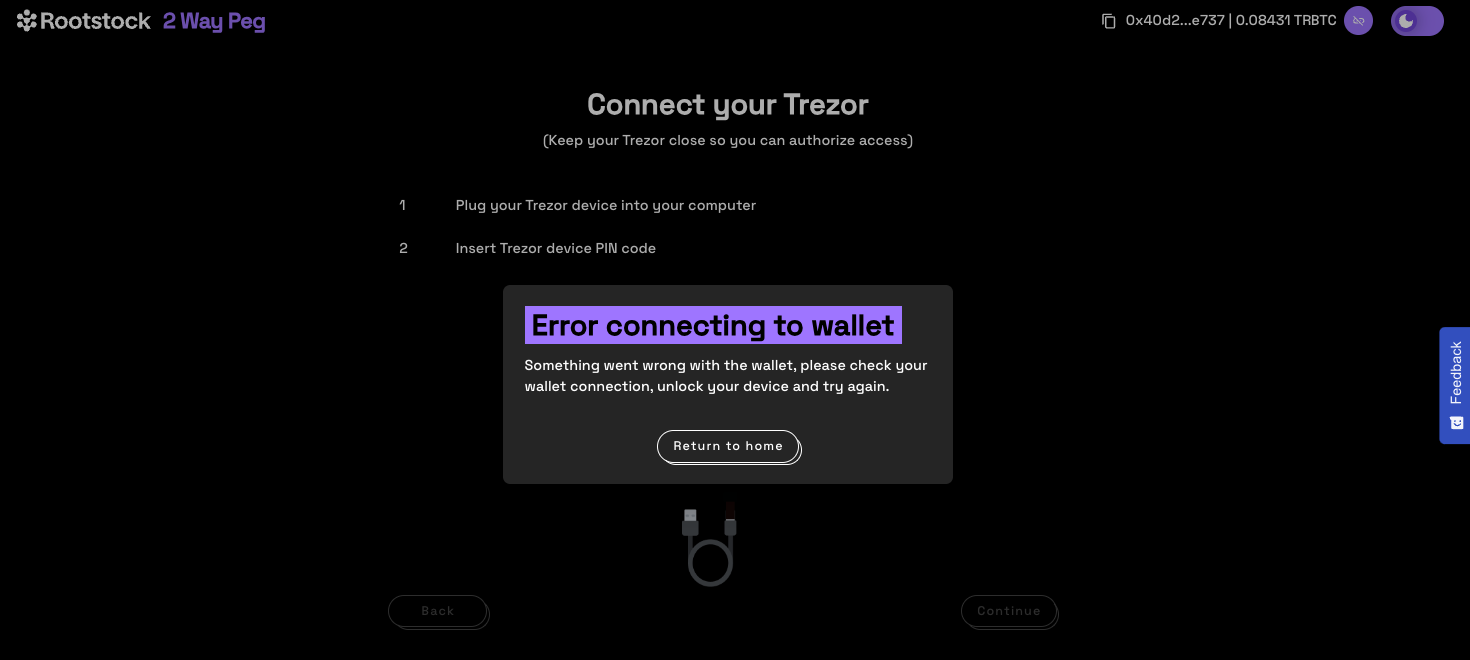 Rootstock 2 Way Peg
0x40d2...e737 | 0.08431 TRBTC
Connect your Trezor
(Keep your Trezor close so you can authorize access)
1 Plug your Trezor device into your computer
2 Insert Trezor device PIN code
Error connecting to wallet
Something went wrong with the wallet, please check your
wallet connection, unlock your device and try again.
Return to home
Feedback
Back
Continue